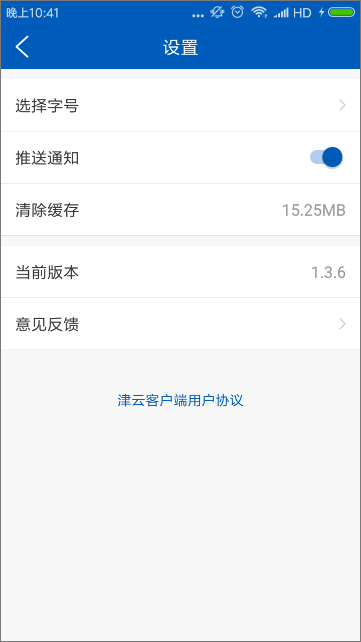 晚上10:41 ... HD
设置
选择字号
推送通知
清除缓存 15.25MB
当前版本 1.3.6
意见反馈
津云客户端用户协议